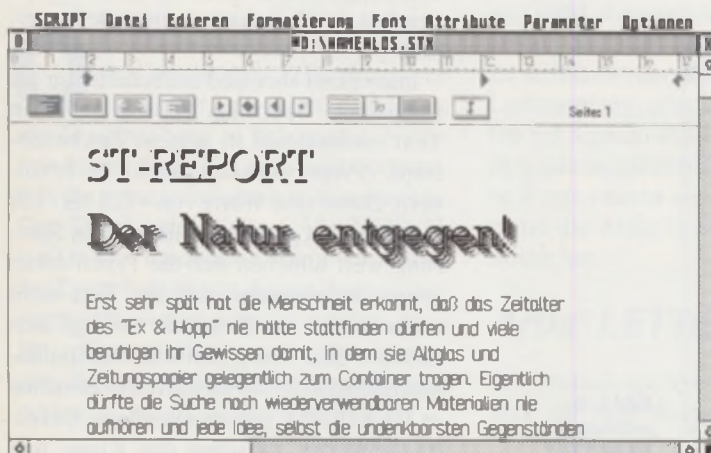 SCRIPT Datei Edieren Formatierung Font Attribute Parameter Optionen
D:\NAMENLOS.STX
Seite: 1
ST-REPORT
Der Natur entgegen!
Erst sehr spät hat die Menschheit erkannt, daß das Zeitalter
des "Ex & Hopp" nie hätte stattfinden dürfen und viele
beruhigen ihr Gewissen damit, in dem sie Altglas und
Zeitungspapier gelegentlich zum Container tragen. Eigentlich
dürfte die Suche nach wiederverwendbaren Materialien nie
aufhören und jede Idee, selbst die undenkbarsten Gegenständen